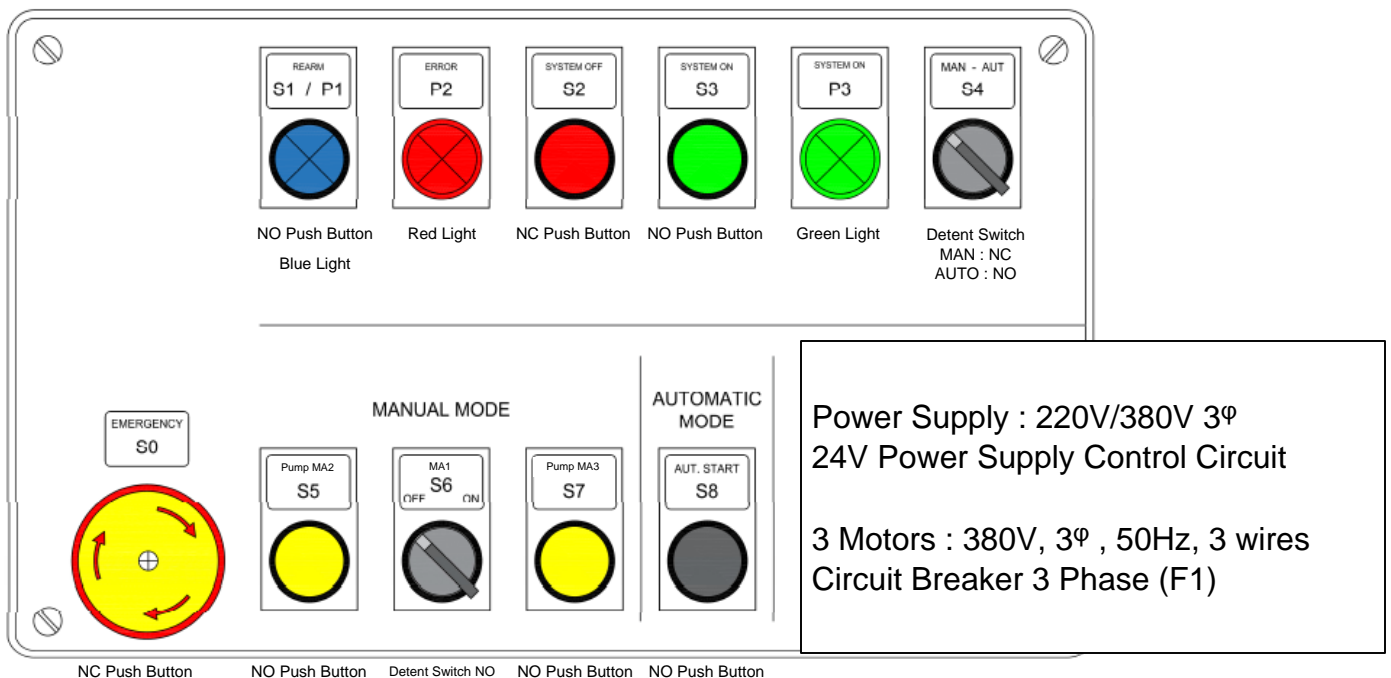 REARM
S1 / P1
ERROR
P2
SYSTEM OFF
S2
SYSTEM ON
S3
SYSTEM ON
P3
MAN - AUT
S4
NO Push Button
Blue Light
Red Light
NC Push Button
NO Push Button
Green Light
Detent Switch
MAN : NC
AUTO : NO
EMERGENCY
S0
MANUAL MODE
AUTOMATIC
MODE
Pump MA2
S5
MA1
S6
OFF ON
Pump MA3
S7
AUT. START
S8
Power Supply : 220V/380V 3ᵠ
24V Power Supply Control Circuit
3 Motors : 380V, 3ᵠ , 50Hz, 3 wires
Circuit Breaker 3 Phase (F1)
NC Push Button
NO Push Button
Detent Switch NO
NO Push Button
NO Push Button